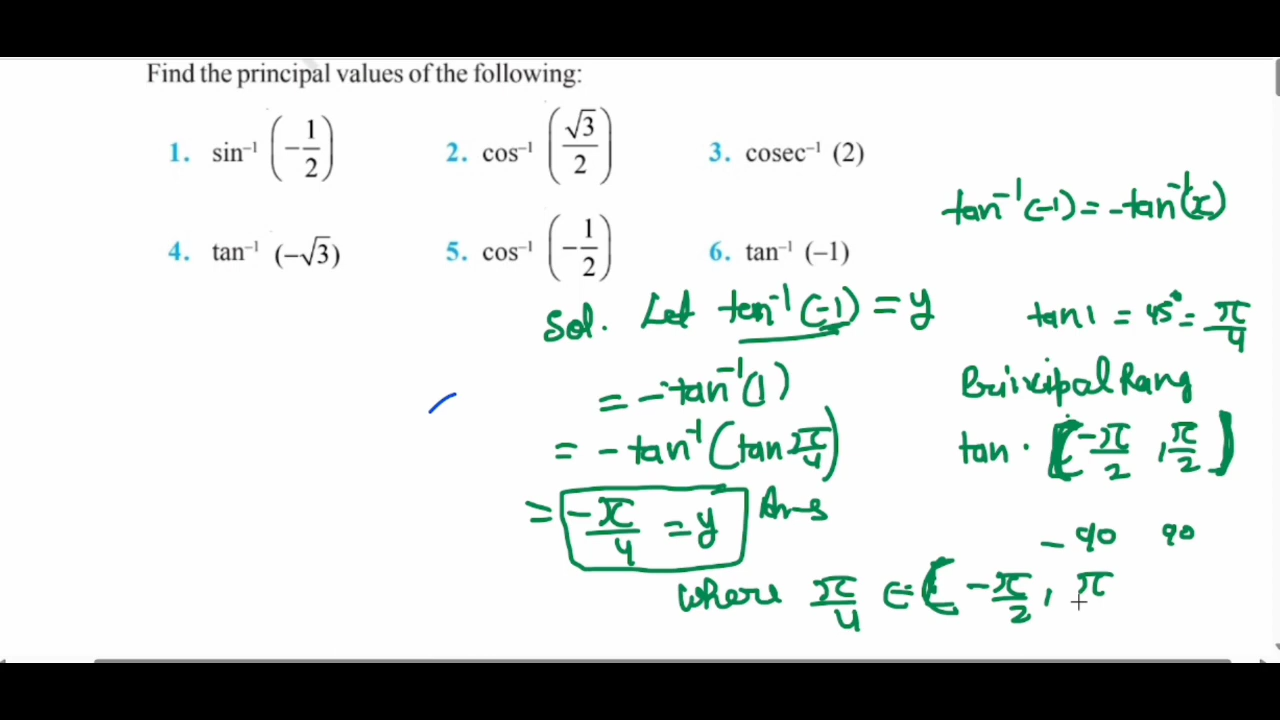 Find the principal values of the following:
1. sin⁻¹ (−1/2) 2. cos⁻¹ (√3/2) 3. cosec⁻¹ (2)
4. tan⁻¹ (−√3) 5. cos⁻¹ (−1/2) 6. tan⁻¹ (−1)
tan⁻¹(-1) = -tan⁻¹(x)
Sol. Let tan⁻¹(-1) = y
= -tan⁻¹(1)
= -tan⁻¹(tan π/4)
= -π/4 = y Ans
where π/4 ∈ ( -π/2, π
tan1 = 45° = π/4
Principal Rang
tan . (-π/2, π/2)
- 90 90